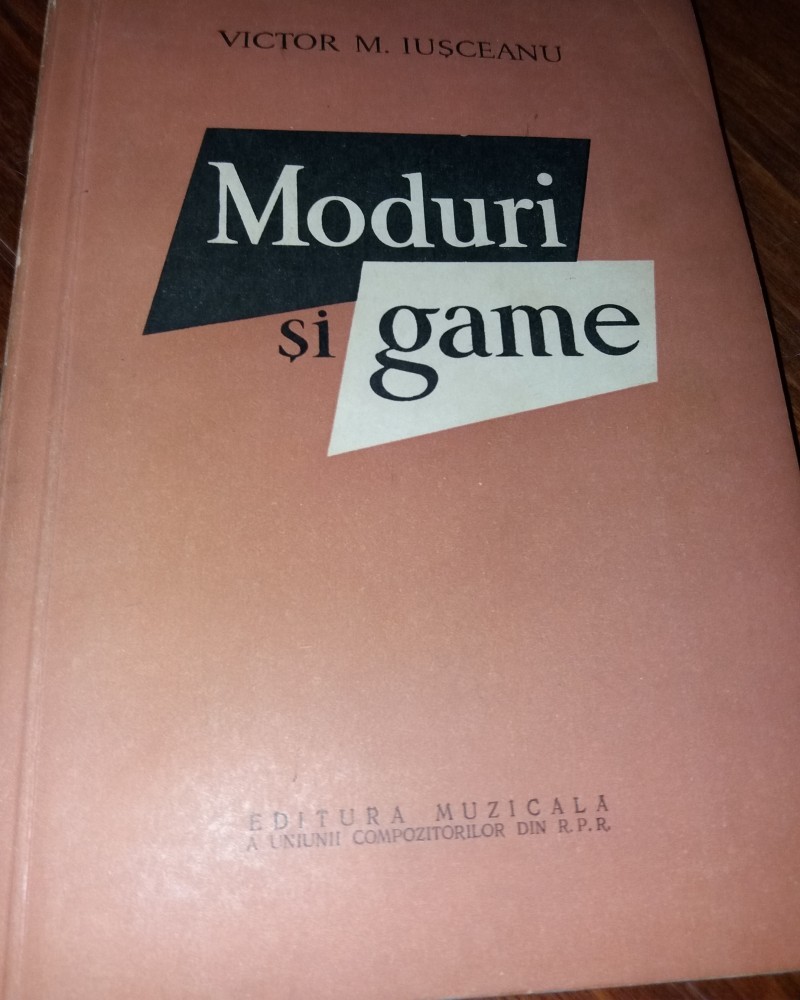 VICTOR M. IUȘCEANU
Moduri
și game
EDITURA MUZICALA
A UNIUNII COMPOZITORILOR DIN R.P.R.